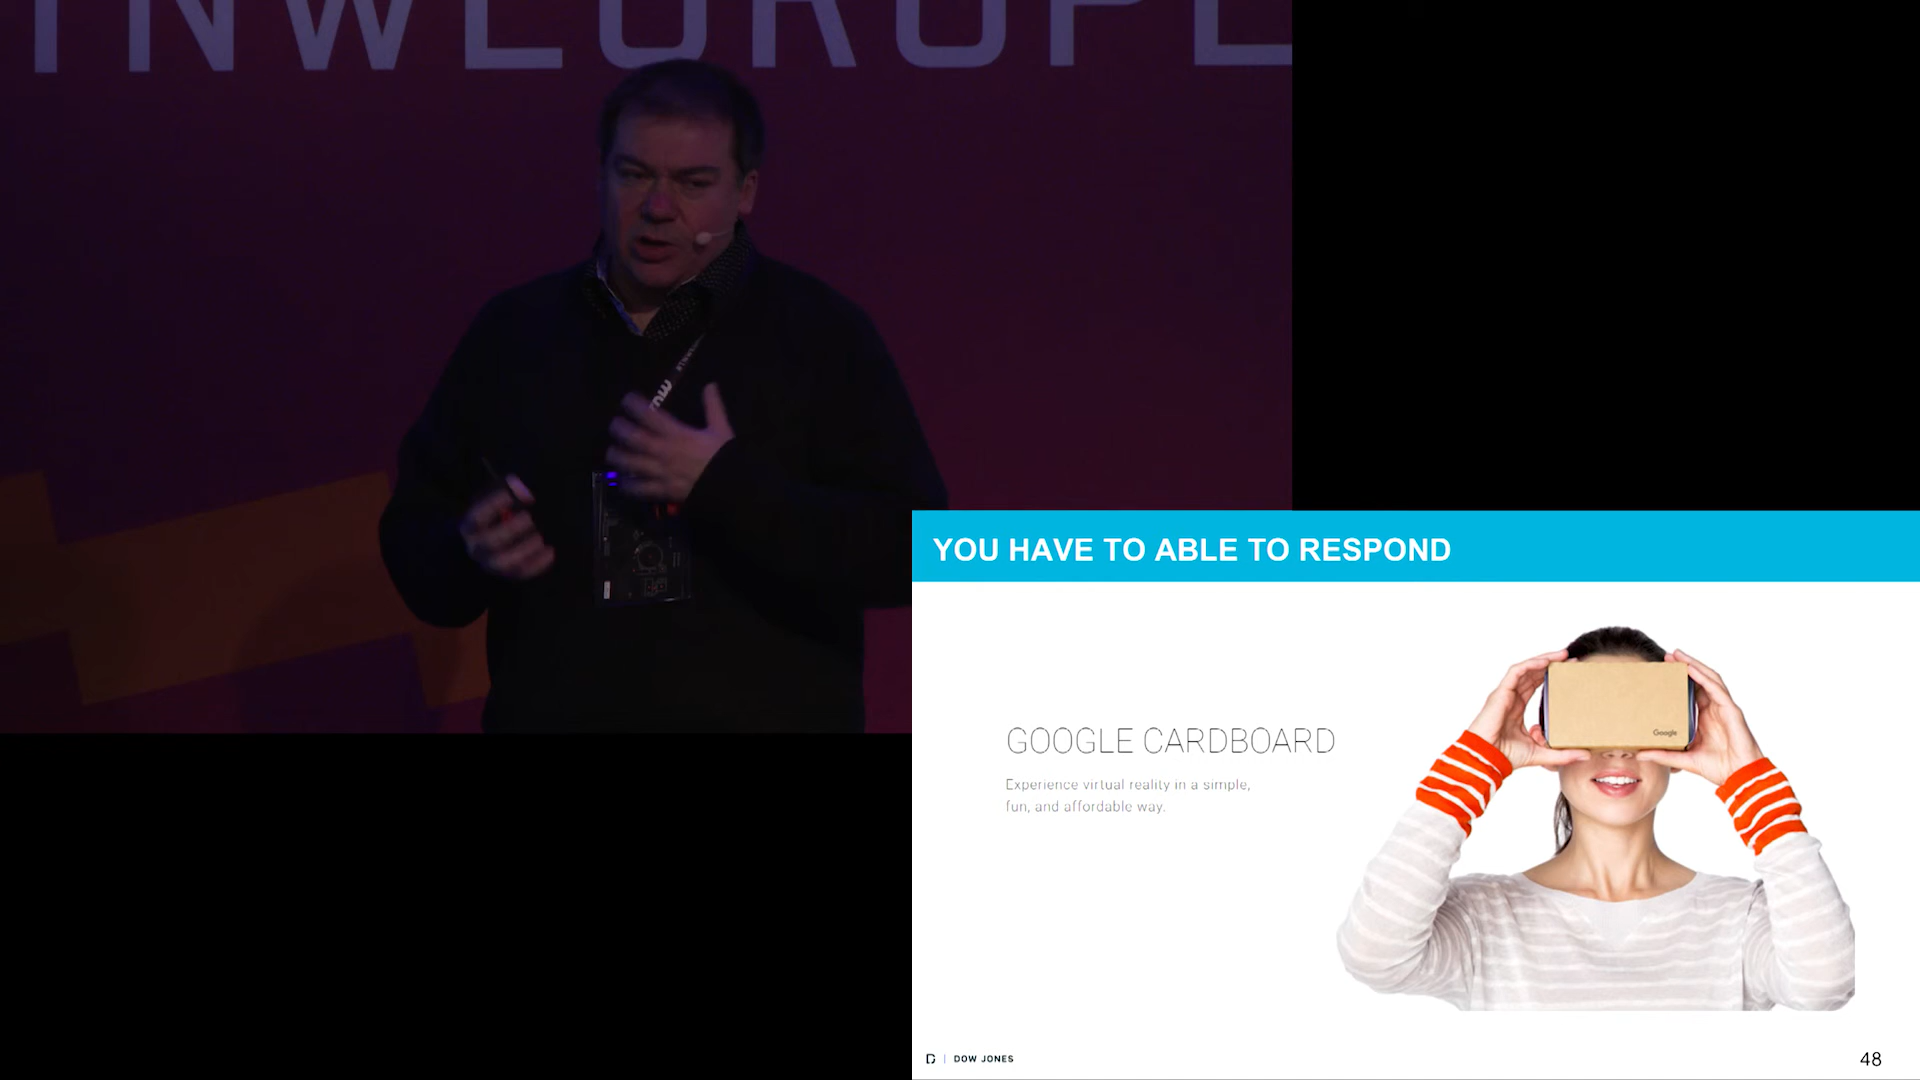 NWEUROPE
YOU HAVE TO ABLE TO RESPOND
GOOGLE CARDBOARD
Experience virtual reality in a simple,
fun, and affordable way.
Google
DOW JONES
48